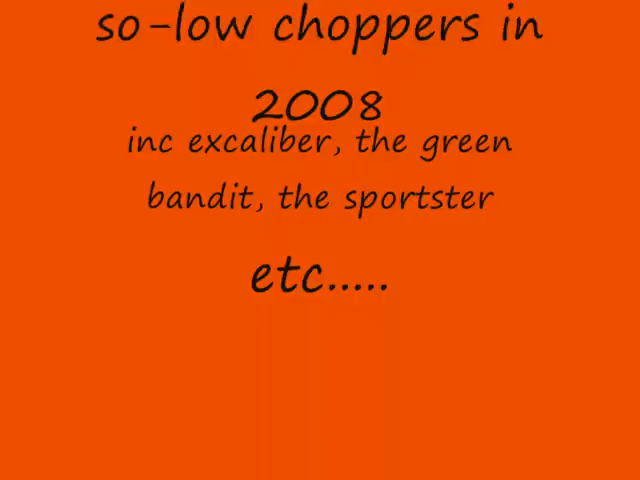 so-low choppers in
2008
inc excaliber, the green
bandit, the sportster
etc.....